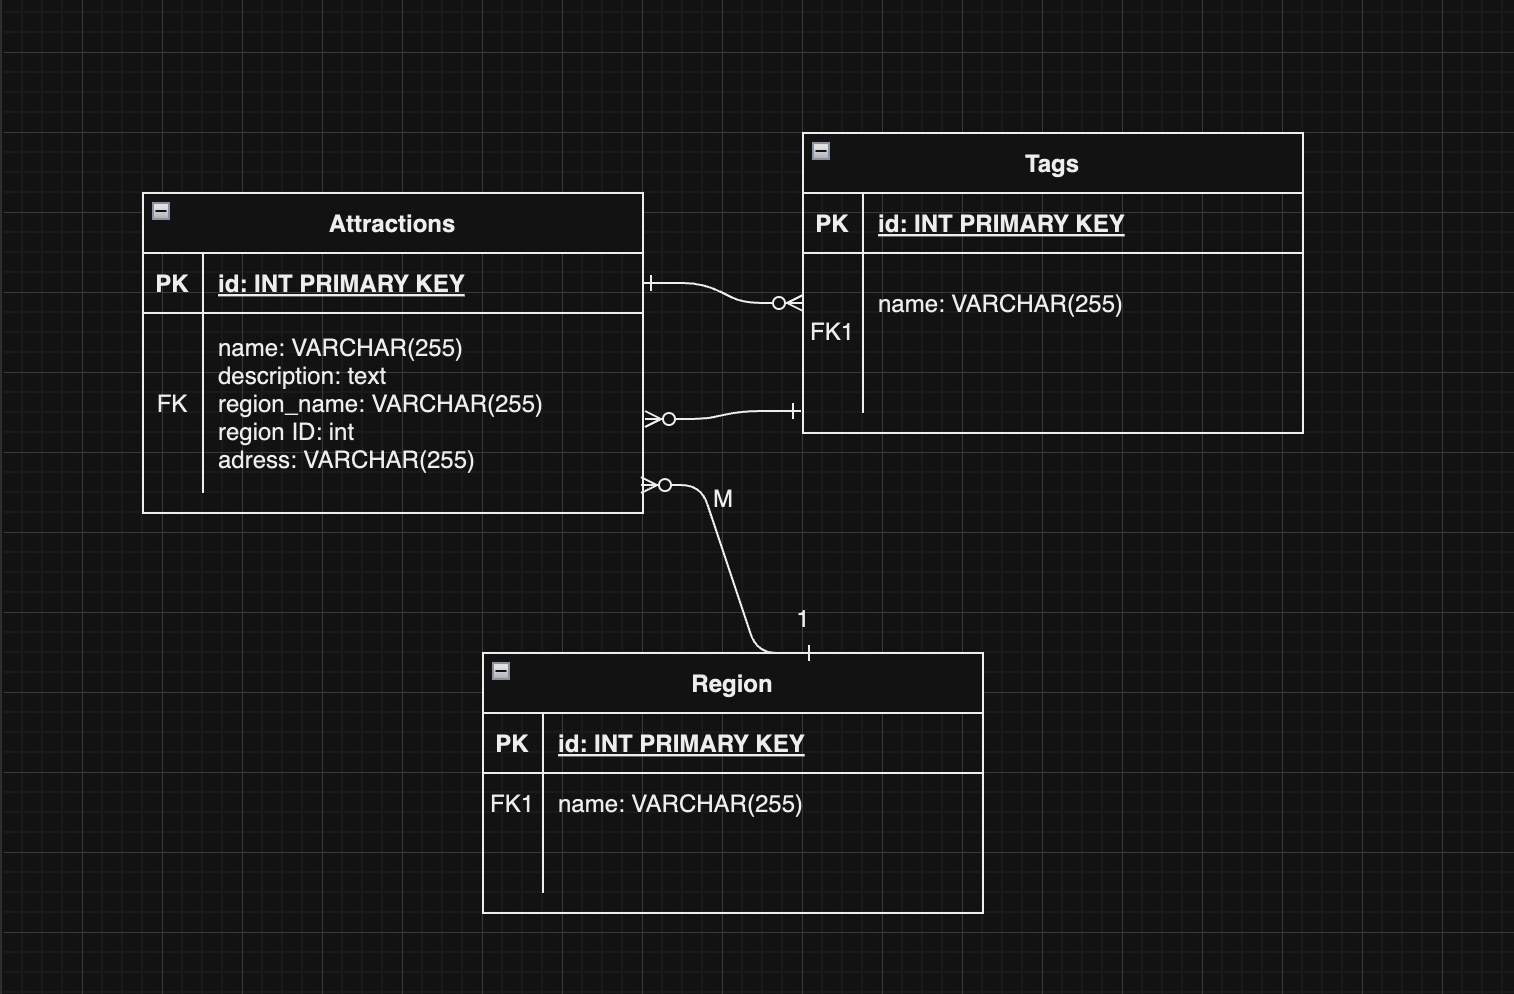 Tags
PK
id: INT PRIMARY KEY
name: VARCHAR(255)
FK1
Attractions
PK
id: INT PRIMARY KEY
name: VARCHAR(255)
description: text
FK
region_name: VARCHAR(255)
region ID: int
adress: VARCHAR(255)
M
1
Region
PK
id: INT PRIMARY KEY
FK1
name: VARCHAR(255)